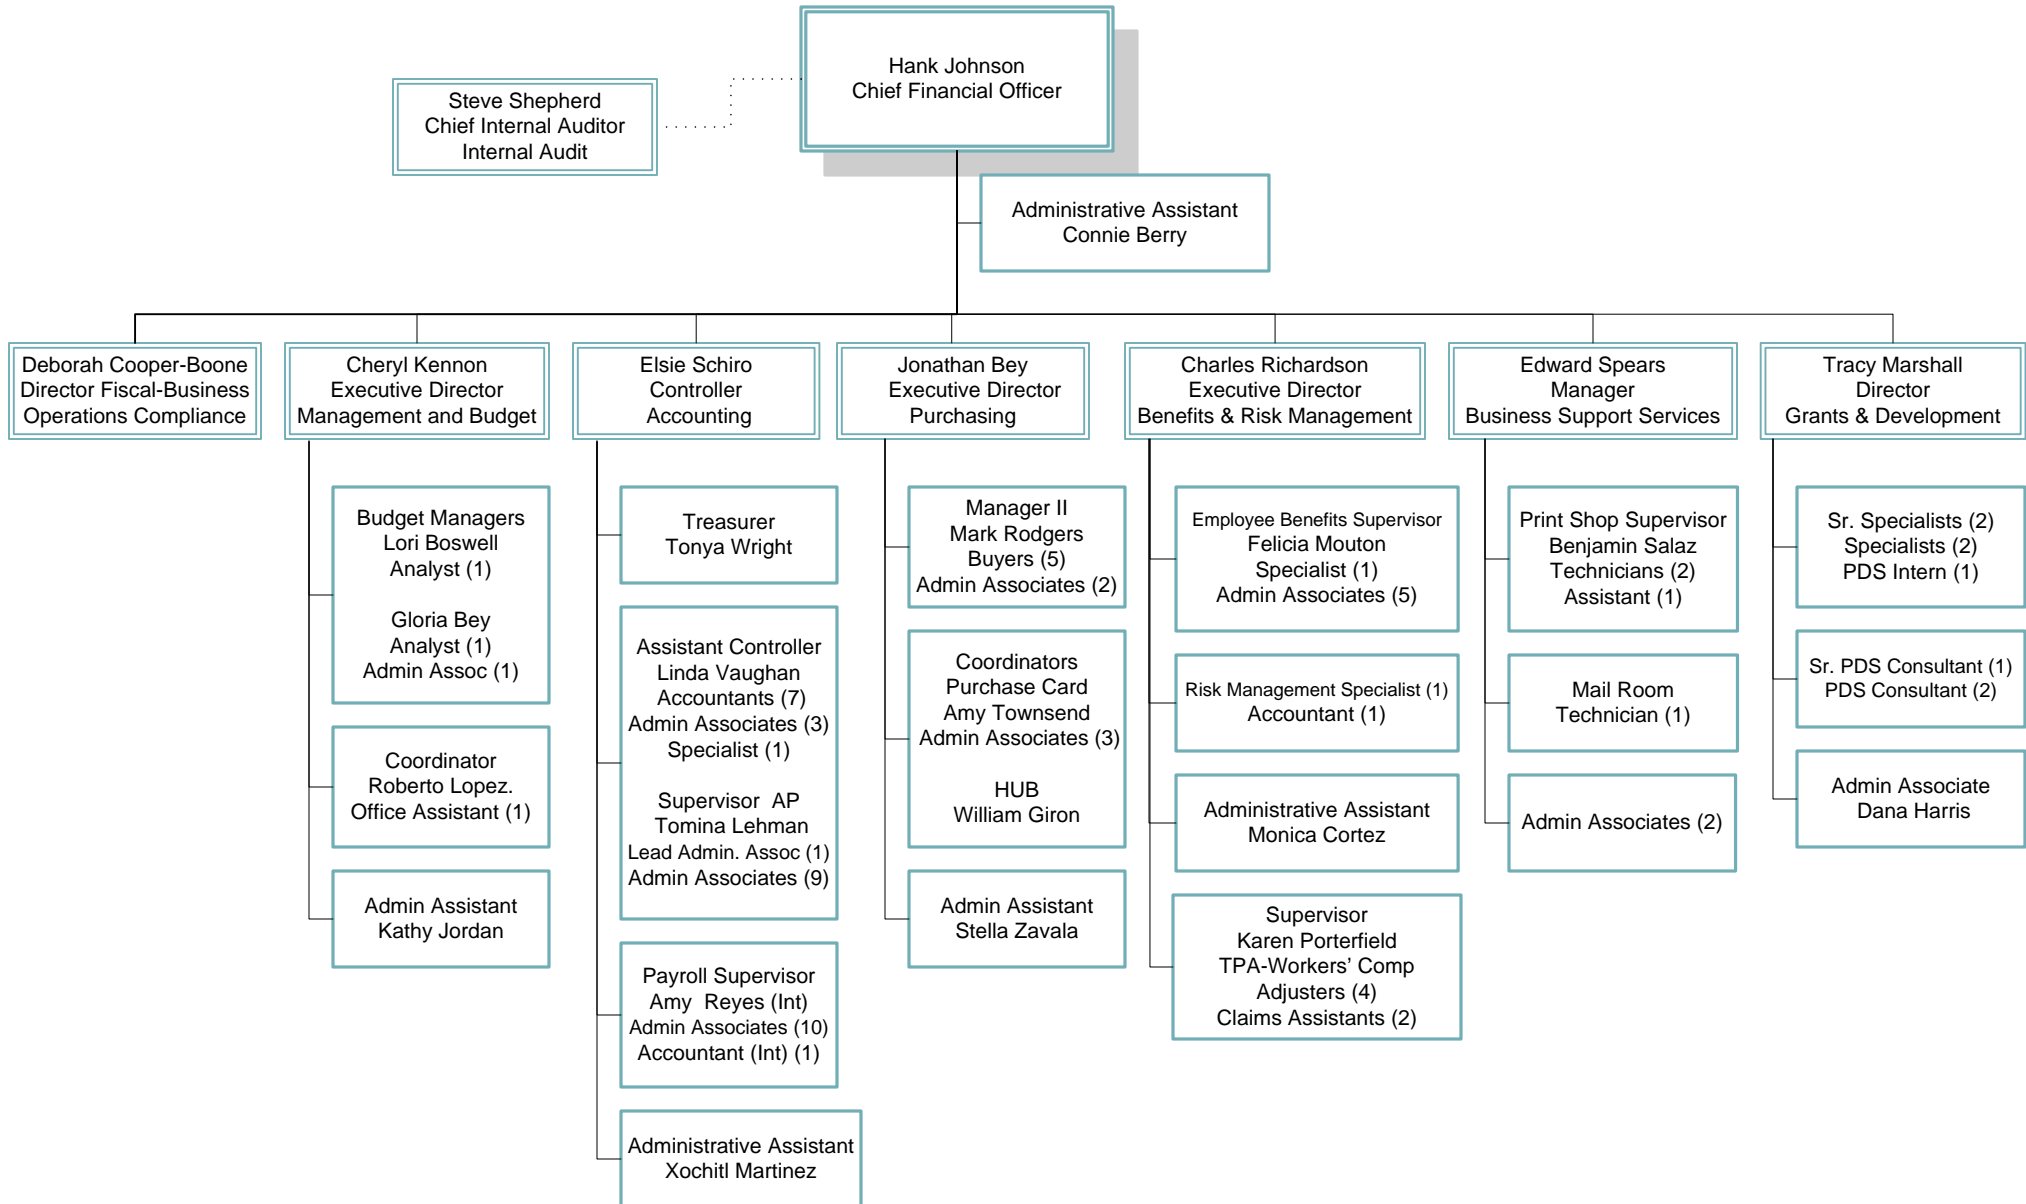 Hank Johnson
Chief Financial Officer
Steve Shepherd
Chief Internal Auditor
Internal Audit
Administrative Assistant
Connie Berry
Deborah Cooper-Boone
Director Fiscal-Business
Operations Compliance
Cheryl Kennon
Executive Director
Management and Budget
Elsie Schiro
Controller
Accounting
Jonathan Bey
Executive Director
Purchasing
Charles Richardson
Executive Director
Benefits & Risk Management
Edward Spears
Manager
Business Support Services
Tracy Marshall
Director
Grants & Development
Budget Managers
Lori Boswell
Analyst (1)
Gloria Bey
Analyst (1)
Admin Assoc (1)
Coordinator
Roberto Lopez.
Office Assistant (1)
Admin Assistant
Kathy Jordan
Treasurer
Tonya Wright
Assistant Controller
Linda Vaughan
Accountants (7)
Admin Associates (3)
Specialist (1)
Supervisor AP
Tomina Lehman
Lead Admin. Assoc (1)
Admin Associates (9)
Payroll Supervisor
Amy Reyes (Int)
Admin Associates (10)
Accountant (Int) (1)
Administrative Assistant
Xochitl Martinez
Manager II
Mark Rodgers
Buyers (5)
Admin Associates (2)
Coordinators
Purchase Card
Amy Townsend
Admin Associates (3)
HUB
William Giron
Admin Assistant
Stella Zavala
Employee Benefits Supervisor
Felicia Mouton
Specialist (1)
Admin Associates (5)
Risk Management Specialist (1)
Accountant (1)
Administrative Assistant
Monica Cortez
Supervisor
Karen Porterfield
TPA-Workers’ Comp
Adjusters (4)
Claims Assistants (2)
Print Shop Supervisor
Benjamin Salaz
Technicians (2)
Assistant (1)
Mail Room
Technician (1)
Admin Associates (2)
Sr. Specialists (2)
Specialists (2)
PDS Intern (1)
Sr. PDS Consultant (1)
PDS Consultant (2)
Admin Associate
Dana Harris